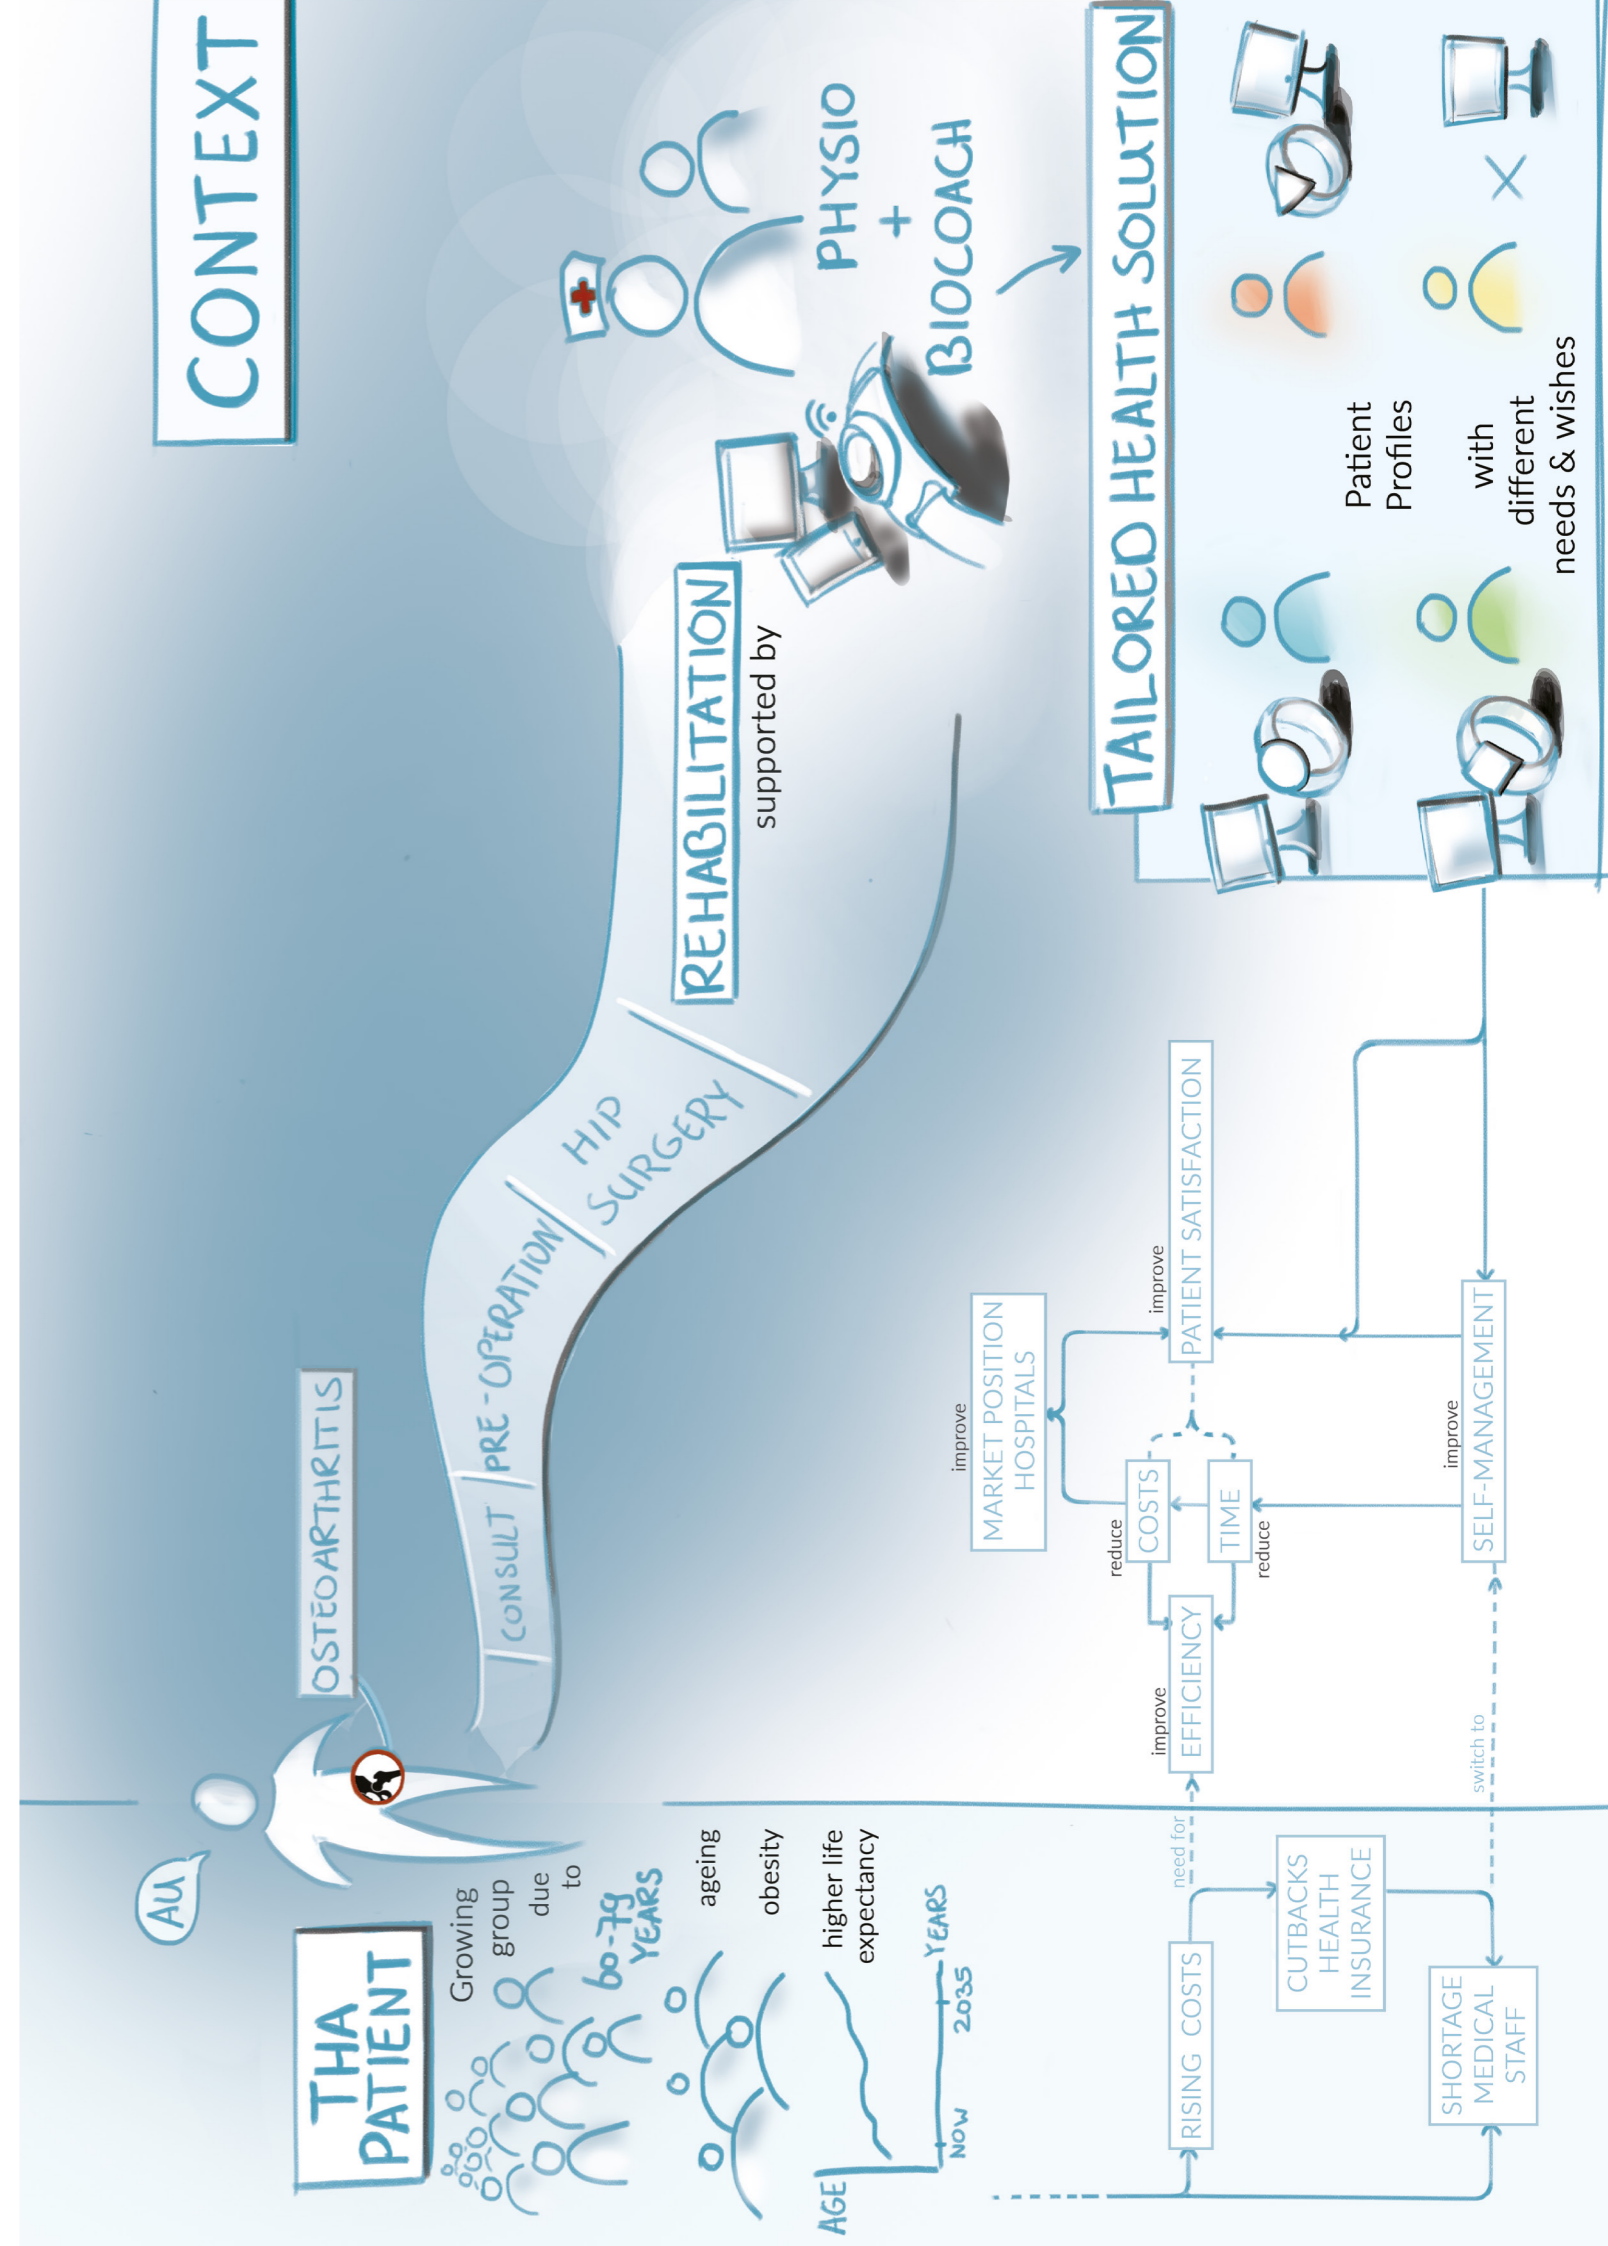 CONTEXT
AU
OSTEOARTHRITIS
THA
PATIENT
Growing
group
due
to
60-79
YEARS
ageing
obesity
higher life
expectancy
AGE
NOW
2035
YEARS
CONSULT
PRE-OPERATION
HIP
SURGERY
REHABILITATION
supported by
PHYSIO
+
BIOCOACH
TAILORED HEALTH SOLUTION
Patient
Profiles
with
different
needs & wishes
RISING COSTS
CUTBACKS
HEALTH
INSURANCE
SHORTAGE
MEDICAL
STAFF
need for
switch to
improve
EFFICIENCY
reduce
COSTS
TIME
reduce
improve
MARKET POSITION
HOSPITALS
improve
PATIENT SATISFACTION
improve
SELF-MANAGEMENT